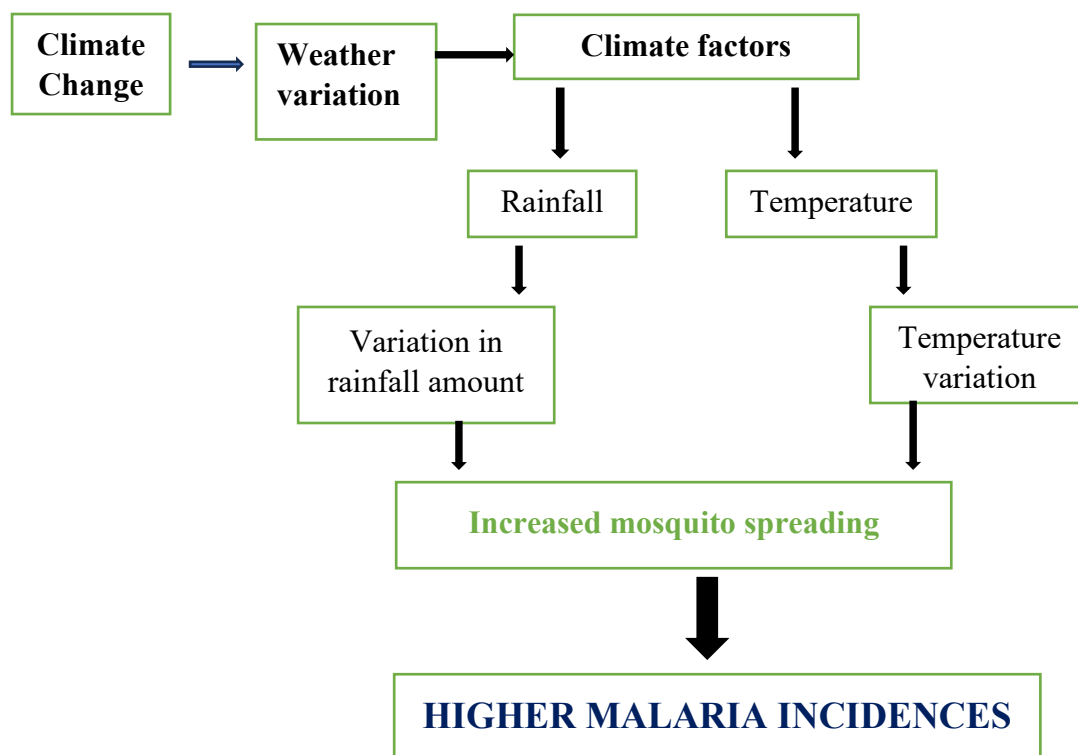 Climate
Change
Weather
variation
Climate factors
Rainfall
Temperature
Variation in
rainfall amount
Temperature
variation
Increased mosquito spreading
HIGHER MALARIA INCIDENCES